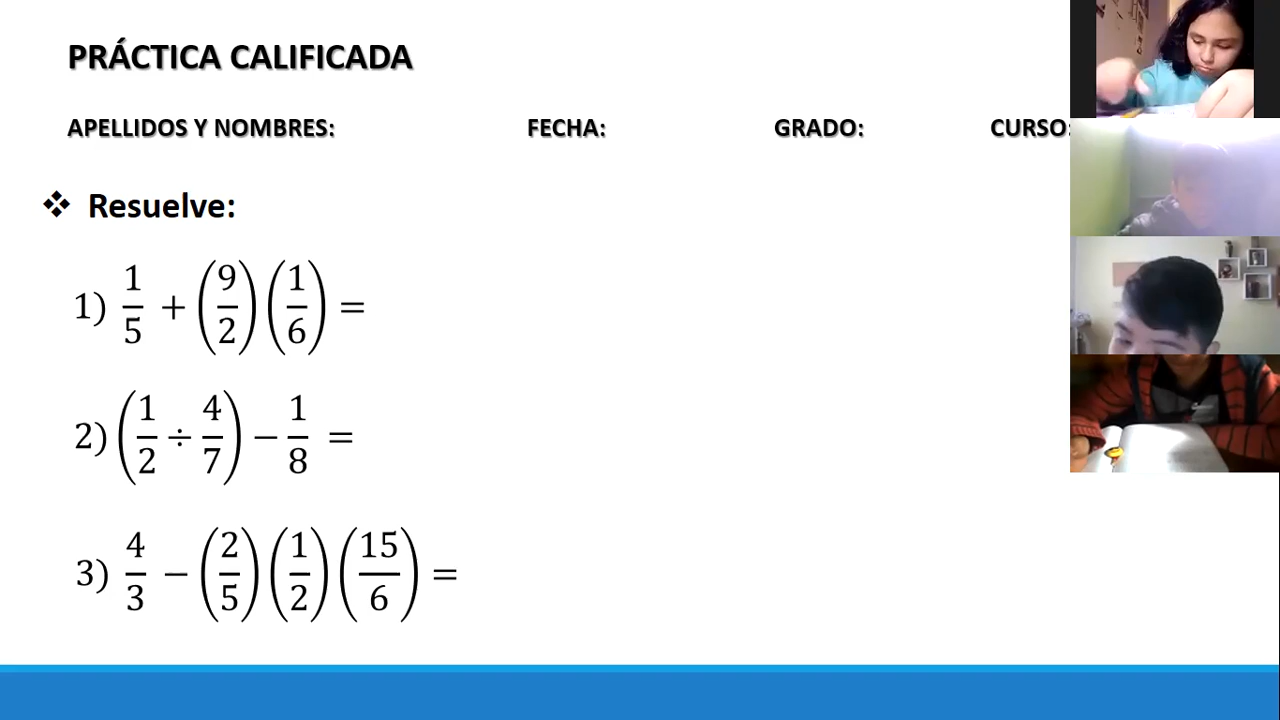 PRÁCTICA CALIFICADA
APELLIDOS Y NOMBRES: FECHA: GRADO: CURSO:
❖ Resuelve:
1) 1/5 + (9/2)(1/6) =
2) (1/2 ÷ 4/7) − 1/8 =
3) 4/3 − (2/5)(1/2)(15/6) =